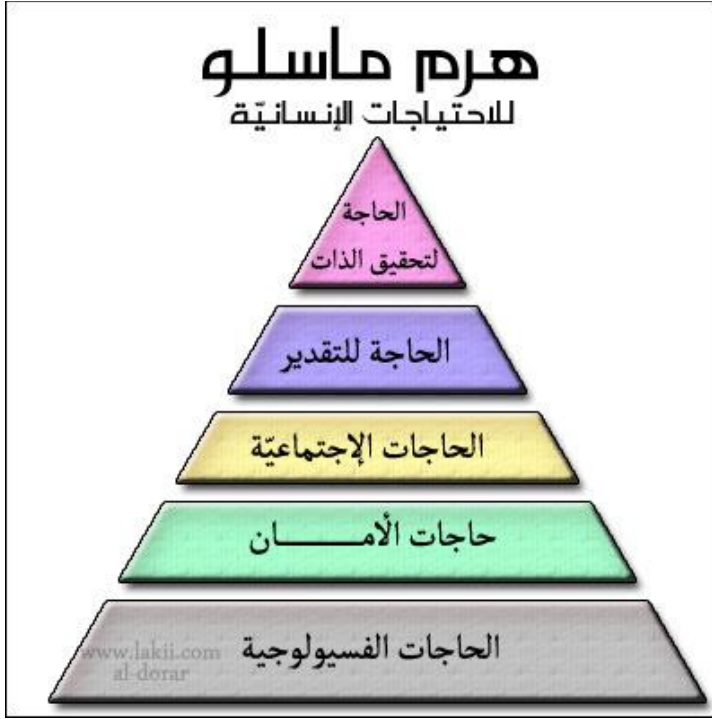 هرم ماسلو
للاحتياجات الإنسانيّة
الحاجة
لتحقيق الذات
الحاجة للتقدير
الحاجات الإجتماعيّة
حاجات الأمـــــــان
الحاجات الفسيولوجية
www.lakii.com
al-dorar